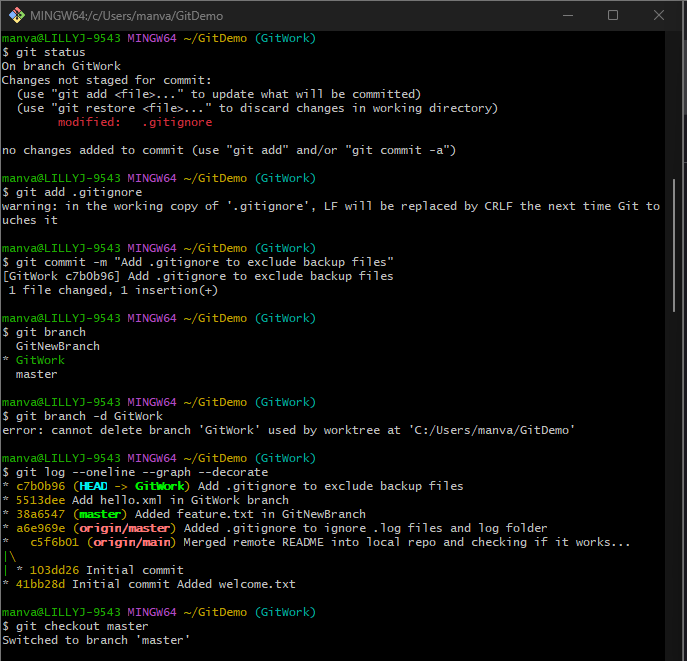 MINGW64:/c/Users/manva/GitDemo
manva@LILLYJ-9543 MINGW64 ~/GitDemo (GitWork)
$ git status
On branch GitWork
Changes not staged for commit:
  (use "git add <file>..." to update what will be committed)
  (use "git restore <file>..." to discard changes in working directory)
        modified:   .gitignore

no changes added to commit (use "git add" and/or "git commit -a")

manva@LILLYJ-9543 MINGW64 ~/GitDemo (GitWork)
$ git add .gitignore
warning: in the working copy of '.gitignore', LF will be replaced by CRLF the next time Git to
uches it

manva@LILLYJ-9543 MINGW64 ~/GitDemo (GitWork)
$ git commit -m "Add .gitignore to exclude backup files"
[GitWork c7b0b96] Add .gitignore to exclude backup files
 1 file changed, 1 insertion(+)

manva@LILLYJ-9543 MINGW64 ~/GitDemo (GitWork)
$ git branch
  GitNewBranch
* GitWork
  master

manva@LILLYJ-9543 MINGW64 ~/GitDemo (GitWork)
$ git branch -d GitWork
error: cannot delete branch 'GitWork' used by worktree at 'C:/Users/manva/GitDemo'

manva@LILLYJ-9543 MINGW64 ~/GitDemo (GitWork)
$ git log --oneline --graph --decorate
* c7b0b96 (HEAD -> GitWork) Add .gitignore to exclude backup files
* 5513dee Add hello.xml in GitWork branch
* 38a6547 (master) Added feature.txt in GitNewBranch
* a6e969e (origin/master) Added .gitignore to ignore .log files and log folder
*   c5f6b01 (origin/main) Merged remote README into local repo and checking if it works...
|\
| * 103dd26 Initial commit
* 41bb28d Initial commit Added welcome.txt

manva@LILLYJ-9543 MINGW64 ~/GitDemo (GitWork)
$ git checkout master
Switched to branch 'master'